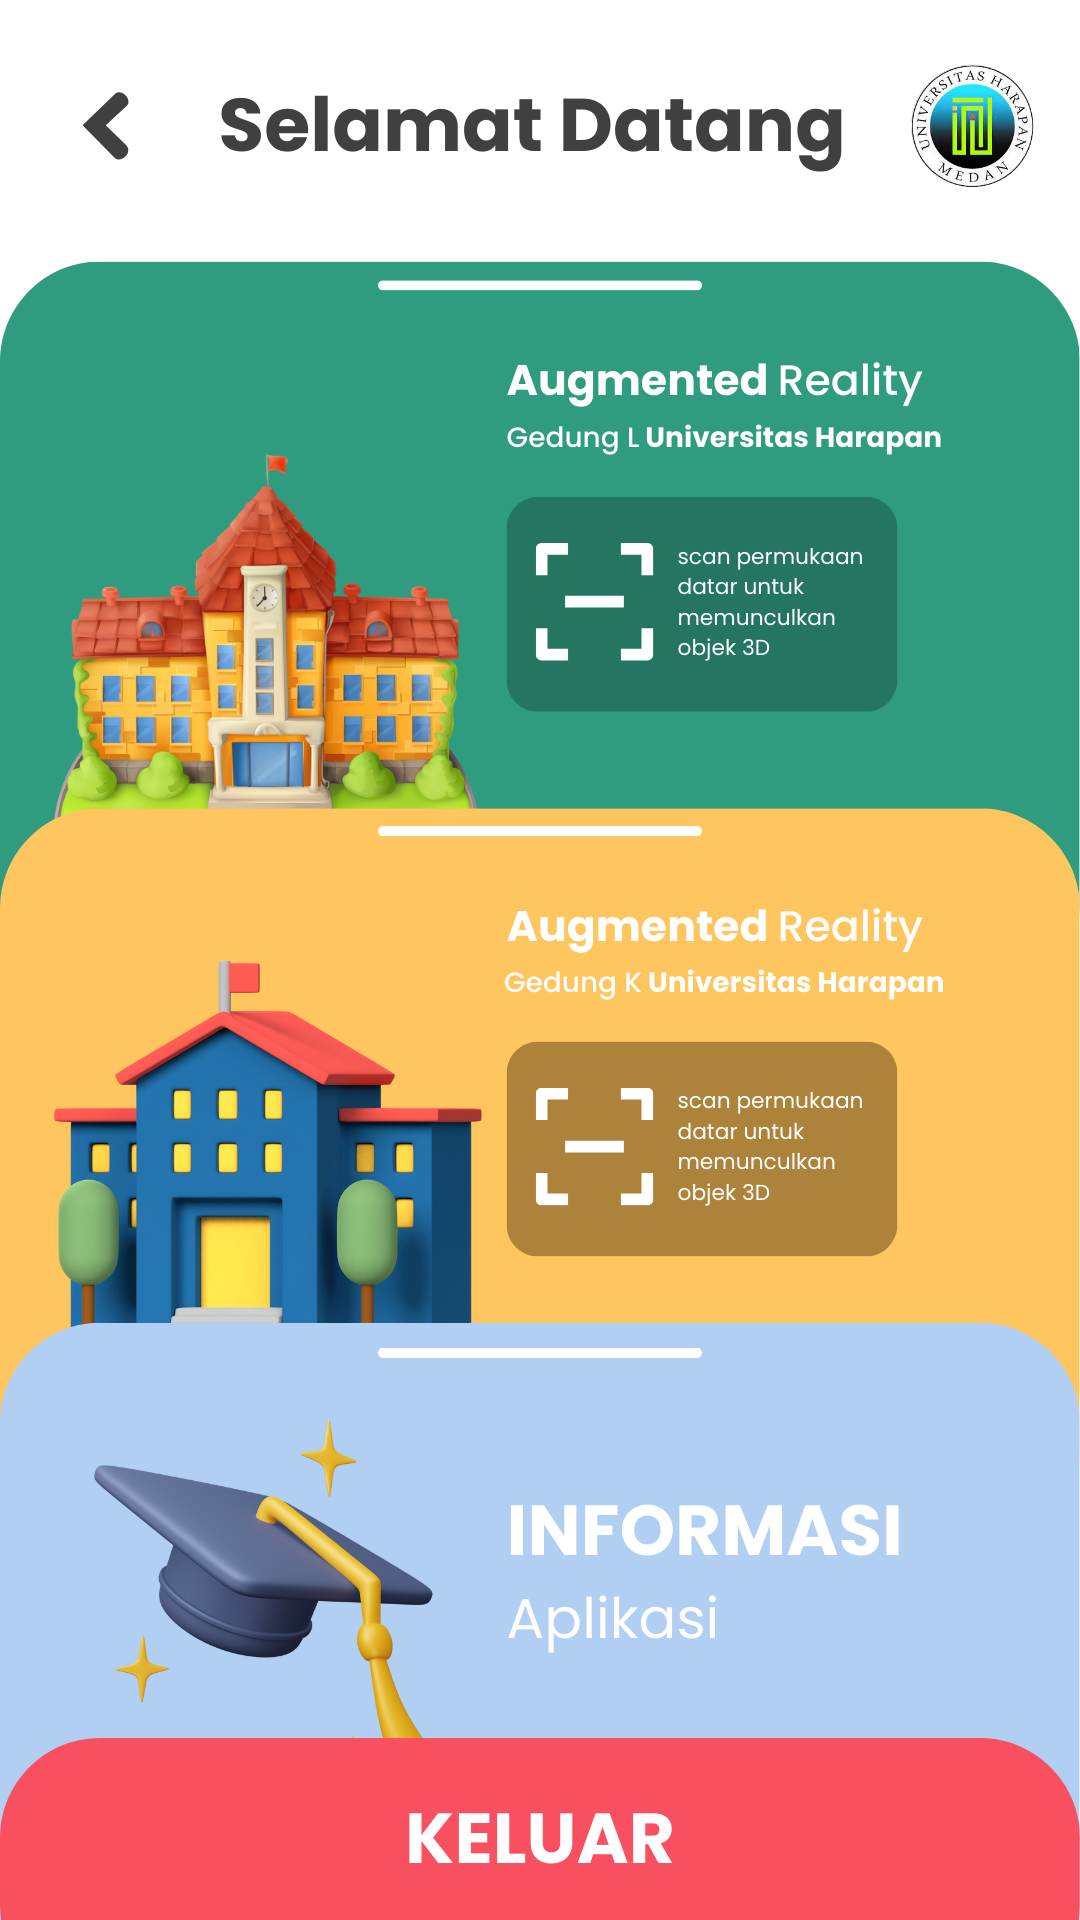 Selamat Datang
UNIVERSITAS HARAPAN
MEDAN
Augmented Reality
Gedung L Universitas Harapan
scan permukaan
datar untuk
memunculkan
objek 3D
Augmented Reality
Gedung K Universitas Harapan
scan permukaan
datar untuk
memunculkan
objek 3D
INFORMASI
Aplikasi
KELUAR